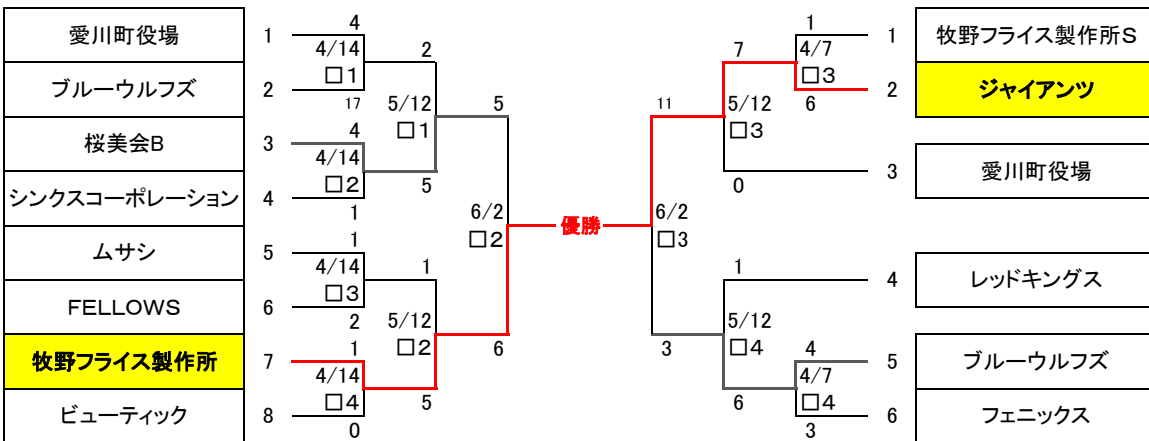 愛川町役場 1 4
4/14
□1
ブルーウルフズ 2 17
2
5/12
□1
桜美会B 3 4
4/14
□2
シンクスコーポレーション 4 1
5
5
6/2
□2
ムサシ 5 1
4/14
□3
FELLOWS 6 2
1
5/12
□2
牧野フライス製作所 7 1
4/14
□4
ビューティック 8 0
5
6
優勝
1 1 牧野フライス製作所S
4/7
□3
6 2 ジャイアンツ
7
5/12
□3
0 3 愛川町役場
11
6/2
□3
3
1 4 レッドキングス
5/12
□4
6
4 5 ブルーウルフズ
4/7
□4
3 6 フェニックス